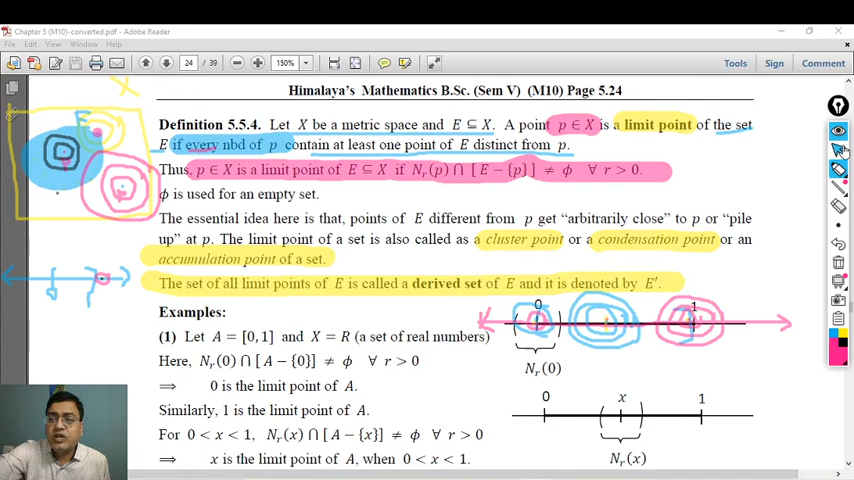 Chapter 5 (M10)-converted.pdf - Adobe Reader
File Edit View Window Help
24 / 39 150% Tools Sign Comment
Himalaya's Mathematics B.Sc. (Sem V) (M10) Page 5.24
X
Definition 5.5.4. Let X be a metric space and E ⊆ X. A point p ∈ X is a limit point of the set
E if every nbd of p contain at least one point of E distinct from p.
Thus, p ∈ X is a limit point of E ⊆ X if Nr(p) ⋂ [E − {p}] ≠ ϕ ∀ r > 0.
ϕ is used for an empty set.
The essential idea here is that, points of E different from p get “arbitrarily close” to p or “pile
up” at p. The limit point of a set is also called as a cluster point or a condensation point or an
accumulation point of a set.
The set of all limit points of E is called a derived set of E and it is denoted by E′.
Examples:
0 1
(1) Let A = [0,1] and X = R (a set of real numbers)
Here, Nr(0) ⋂ [A − {0}] ≠ ϕ ∀ r > 0
Nr(0)
⟹ 0 is the limit point of A.
0 x 1
Similarly, 1 is the limit point of A.
For 0 < x < 1, Nr(x) ⋂ [A − {x}] ≠ ϕ ∀ r > 0
Nr(x)
⟹ x is the limit point of A, when 0 < x < 1.